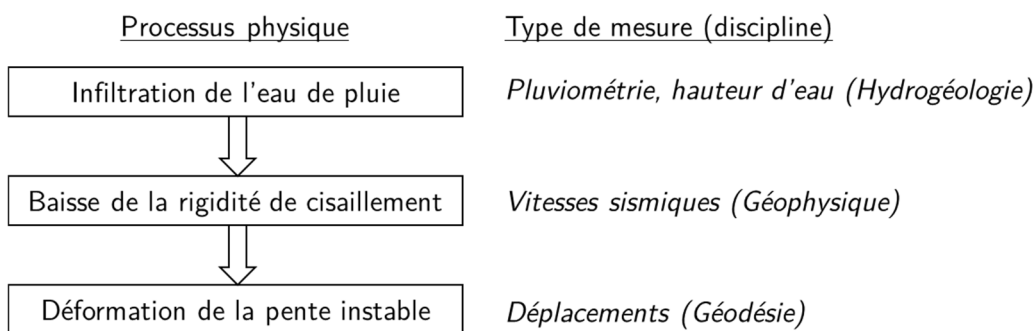 Processus physique Type de mesure (discipline)
Infiltration de l'eau de pluie Pluviométrie, hauteur d'eau (Hydrogéologie)
Baisse de la rigidité de cisaillement Vitesses sismiques (Géophysique)
Déformation de la pente instable Déplacements (Géodésie)